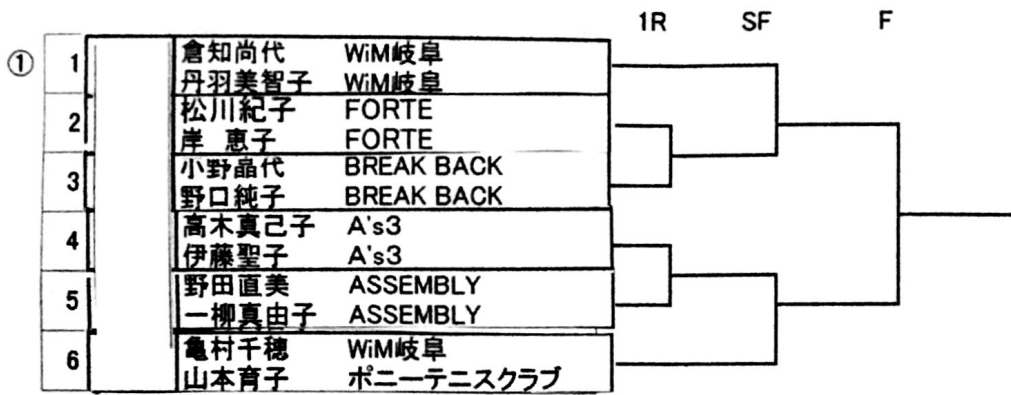 1R SF F
① 1 倉知尚代 WiM岐阜
丹羽美智子 WiM岐阜
2 松川紀子 FORTE
岸 恵子 FORTE
3 小野晶代 BREAK BACK
野口純子 BREAK BACK
4 高木真己子 A's3
伊藤聖子 A's3
5 野田直美 ASSEMBLY
一柳真由子 ASSEMBLY
6 亀村千穂 WiM岐阜
山本育子 ポニーテニスクラブ